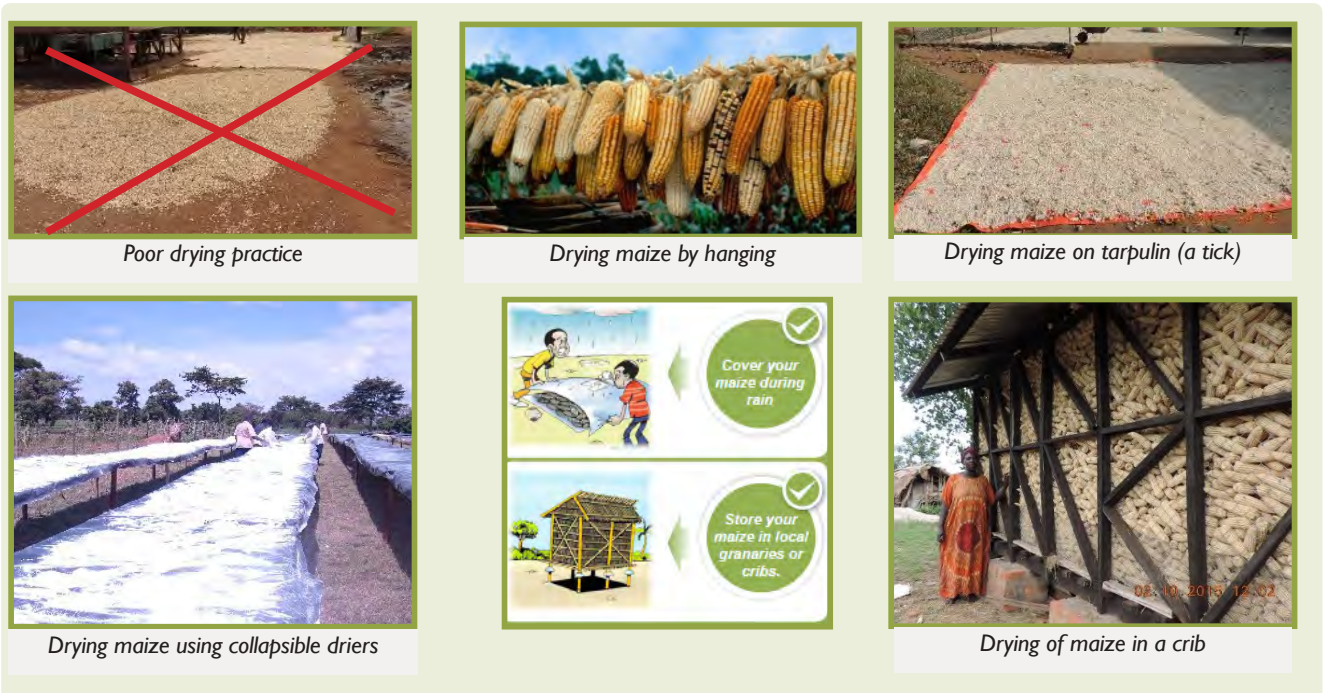 Poor drying practice
Drying maize by hanging
Drying maize on tarpulin (a tick)
Cover your
maize during
rain
Store your
maize in local
granaries or
cribs.
02.10.2015 12:02
Drying maize using collapsible driers
Drying of maize in a crib